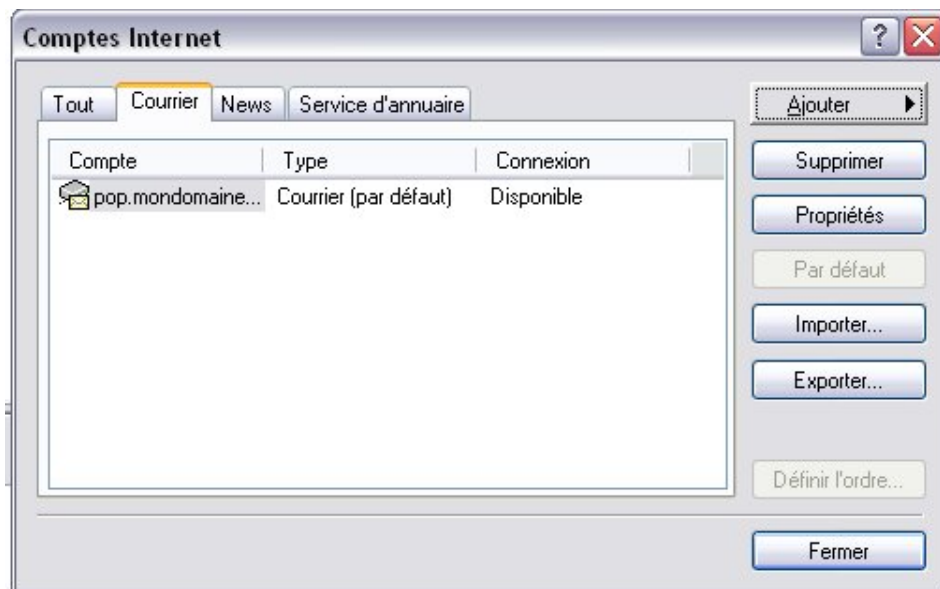 Comptes Internet
?
Tout Courrier News Service d'annuaire
Compte Type Connexion
pop.mondomaine... Courrier (par défaut) Disponible
Ajouter
Supprimer
Propriétés
Par défaut
Importer...
Exporter...
Définir l'ordre...
Fermer